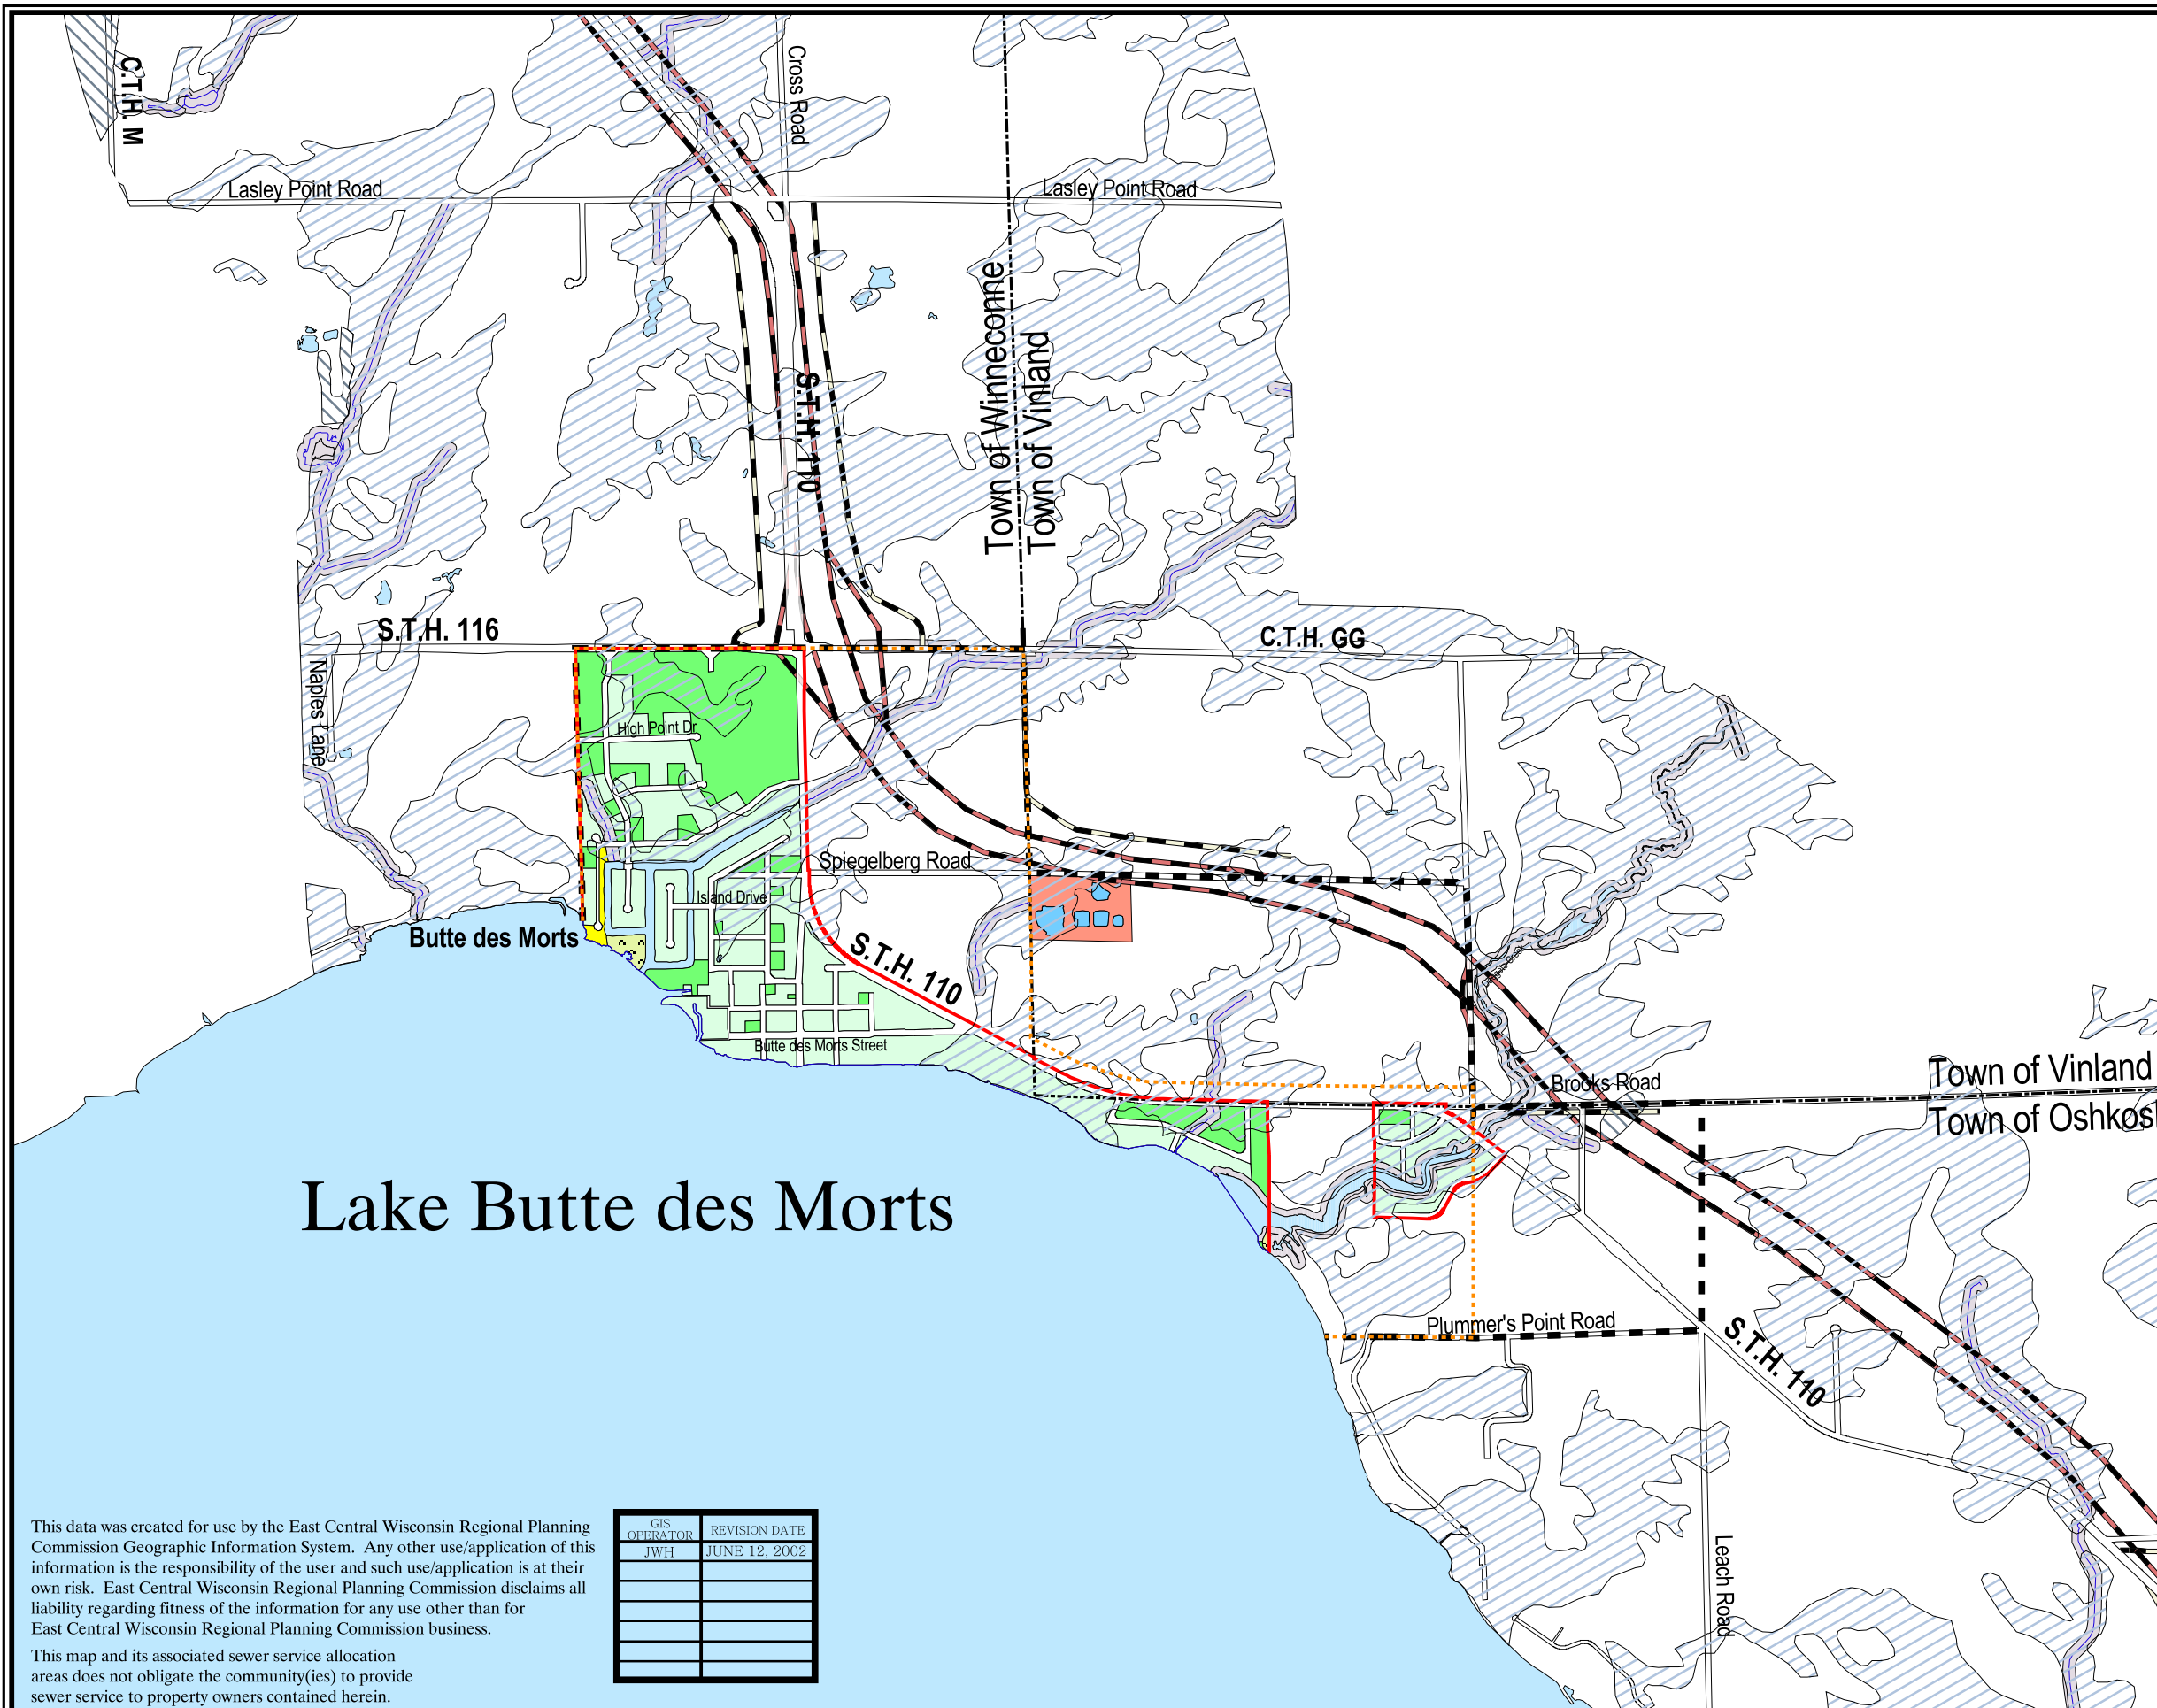 C.T.H. M
Cross Road
Lasley Point Road
Lasley Point Road
Town of Winneconne
Town of Vinland
S.T.H. 110
S.T.H. 116
C.T.H. GG
Naples Lane
High Point Dr
Spiegelberg Road
Island Drive
Butte des Morts
S.T.H. 110
Butte des Morts Street
Brooks Road
Town of Vinland
Town of Oshkosh
Lake Butte des Morts
Plummer's Point Road
S.T.H. 110
Leach Road
This data was created for use by the East Central Wisconsin Regional Planning
Commission Geographic Information System.  Any other use/application of this
information is the responsibility of the user and such use/application is at their
own risk.  East Central Wisconsin Regional Planning Commission disclaims all
liability regarding fitness of the information for any use other than for
East Central Wisconsin Regional Planning Commission business.
This map and its associated sewer service allocation
areas does not obligate the community(ies) to provide
sewer service to property owners contained herein.
GIS
OPERATOR
REVISION DATE
JWH
JUNE 12, 2002